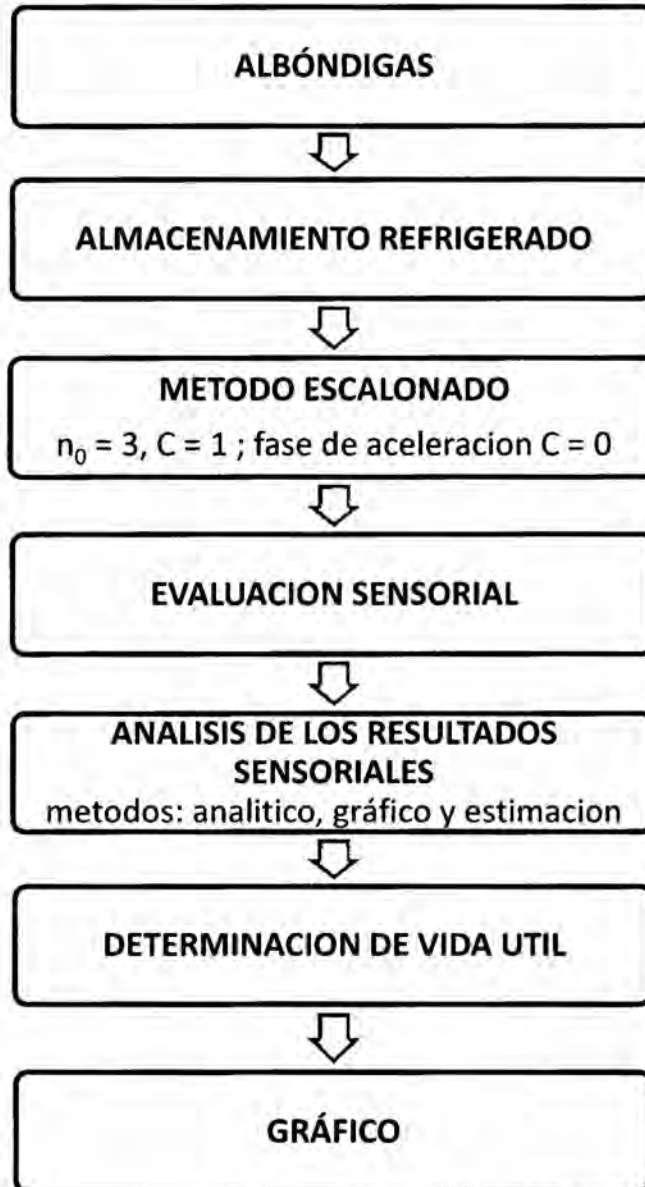 ALBÓNDIGAS
ALMACENAMIENTO REFRIGERADO
METODO ESCALONADO
n₀ = 3, C = 1 ; fase de aceleracion C = 0
EVALUACION SENSORIAL
ANALISIS DE LOS RESULTADOS
SENSORIALES
metodos: analitico, gráfico y estimacion
DETERMINACION DE VIDA UTIL
GRÁFICO